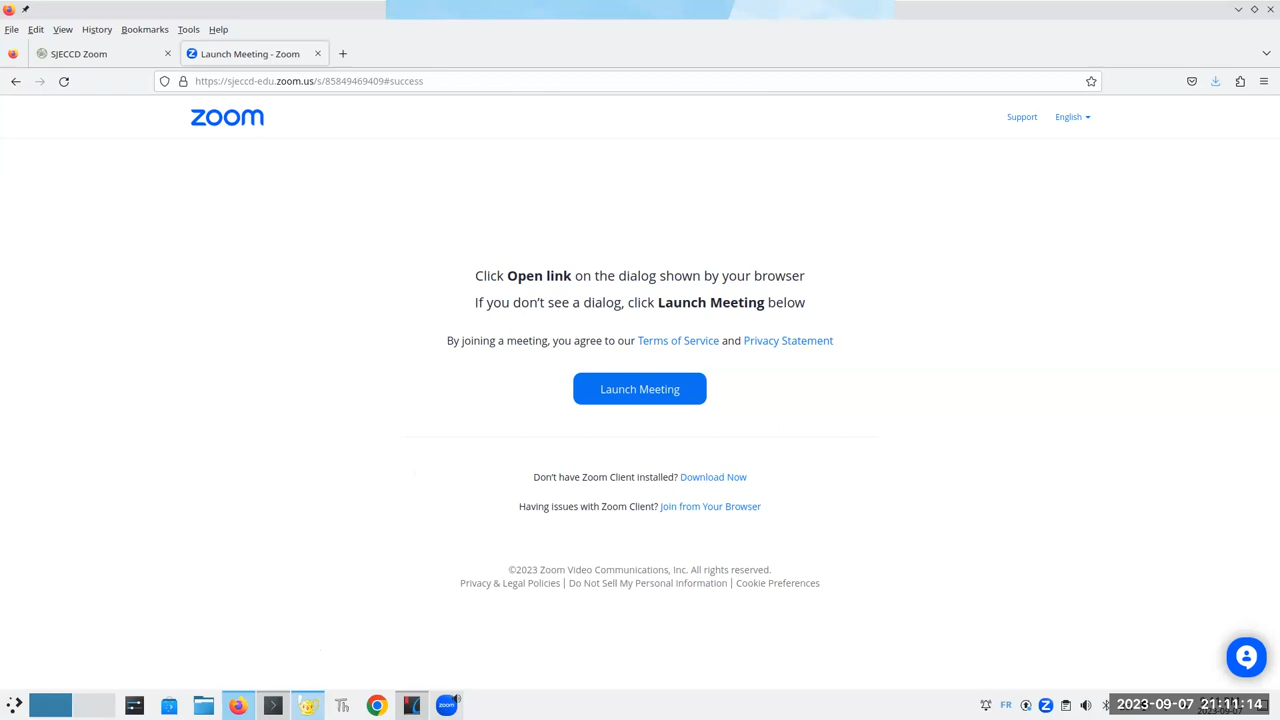 File Edit View History Bookmarks Tools Help
SJECCD Zoom
Launch Meeting - Zoom
https://sjeccd-edu.zoom.us/s/85849469409#success
zoom
Support English
Click Open link on the dialog shown by your browser
If you don't see a dialog, click Launch Meeting below
By joining a meeting, you agree to our Terms of Service and Privacy Statement
Launch Meeting
Don't have Zoom Client installed? Download Now
Having issues with Zoom Client? Join from Your Browser
©2023 Zoom Video Communications, Inc. All rights reserved.
Privacy & Legal Policies | Do Not Sell My Personal Information | Cookie Preferences
Th
zoom
FR
2023-09-07 21:11:14